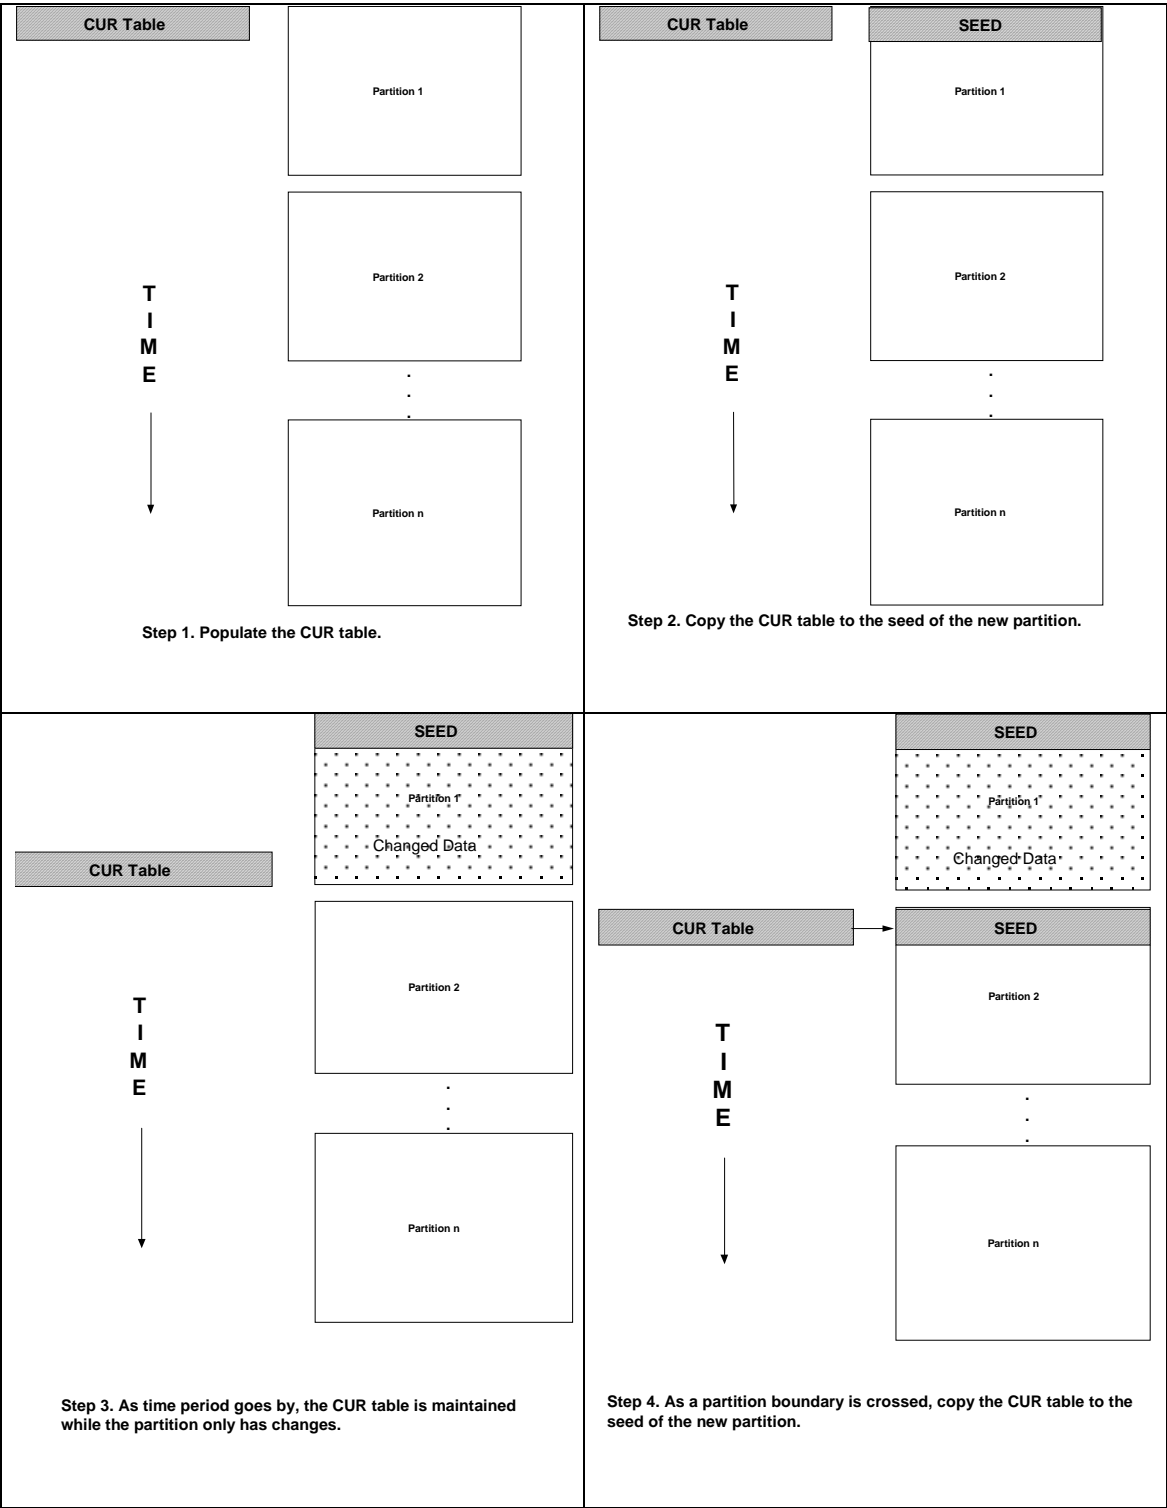 CUR Table
Partition 1
Partition 2
T
I
M
E
.
.
.
Partition n
Step 1. Populate the CUR table.
CUR Table
SEED
Partition 1
Partition 2
T
I
M
E
.
.
.
Partition n
Step 2. Copy the CUR table to the seed of the new partition.
SEED
Partition 1
Changed Data
CUR Table
Partition 2
T
I
M
E
.
.
.
Partition n
Step 3. As time period goes by, the CUR table is maintained
while the partition only has changes.
SEED
Partition 1
Changed Data
CUR Table
SEED
Partition 2
T
I
M
E
.
.
.
Partition n
Step 4. As a partition boundary is crossed, copy the CUR table to the
seed of the new partition.